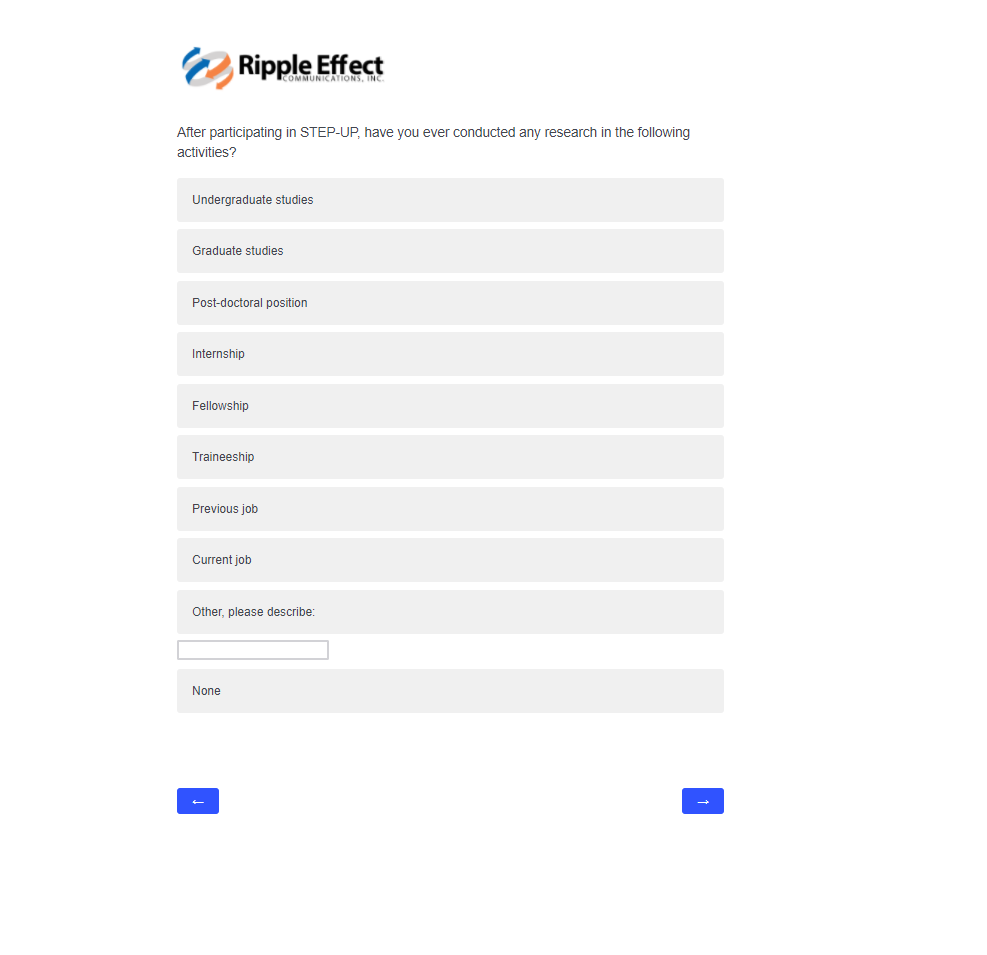 Ripple Effect
COMMUNICATIONS, INC.
After participating in STEP-UP, have you ever conducted any research in the following
activities?
Undergraduate studies
Graduate studies
Post-doctoral position
Internship
Fellowship
Traineeship
Previous job
Current job
Other, please describe:
None
← →